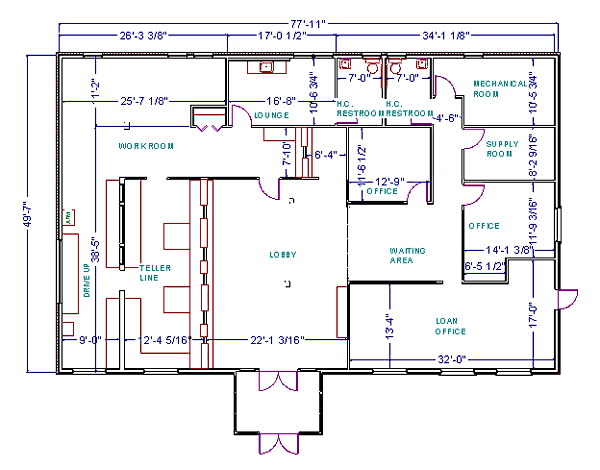 77'-11"
26'-3 3/8"
17'-0 1/2"
34'-1 1/8"
49'-7"
11'-2"
25'-7 1/8"
16'-8"
10'-6 3/4"
7'-0"
7'-0"
H.C.
RESTROOM
H.C.
RESTROOM
4'-6"
MECHANICAL
ROOM
10'-5 3/4"
LOUNGE
WORKROOM
7'-10"
6'-4"
11'-6 1/2"
12'-9"
OFFICE
SUPPLY
ROOM
8'-2 9/16"
ATM
38'-5"
DRIVE UP
TELLER
LINE
LOBBY
WAITING
AREA
OFFICE
11'-9 3/16"
14'-1 3/8"
6'-5 1/2"
9'-0"
12'-4 5/16"
22'-1 3/16"
13'-4"
LOAN
OFFICE
17'-0"
32'-0"